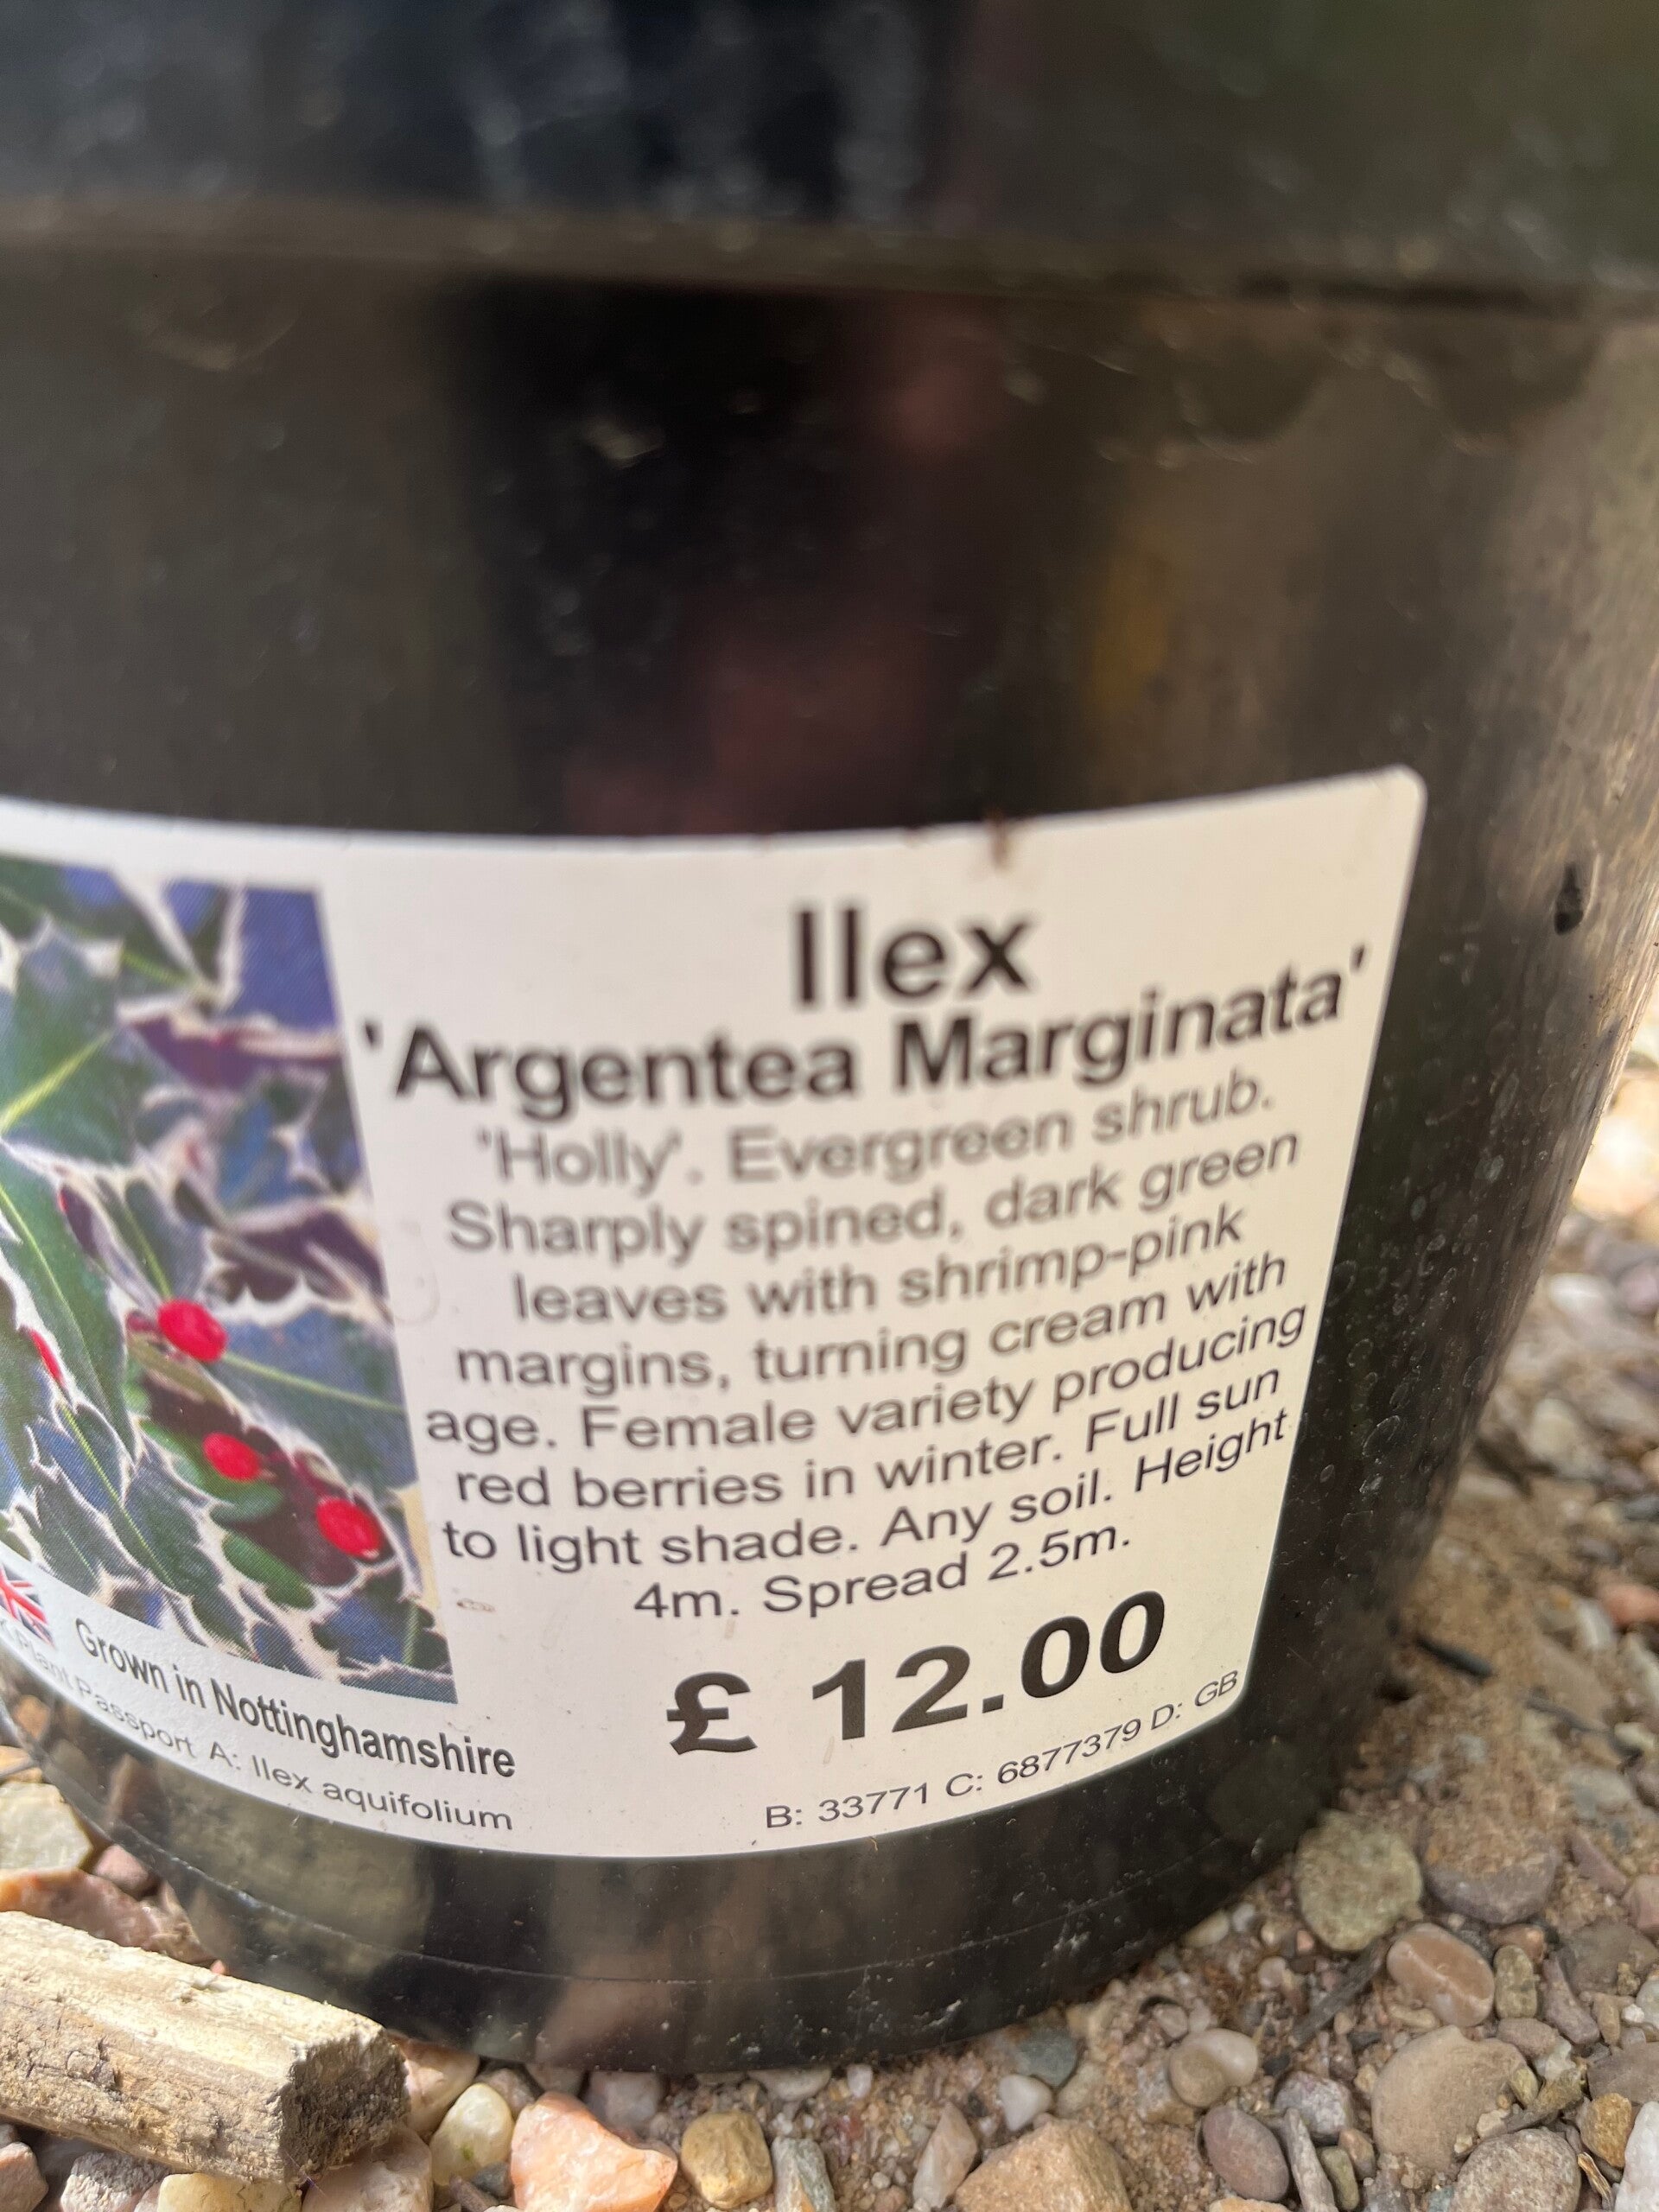 Ilex
'Argentea Marginata'
'Holly'. Evergreen shrub.
Sharply spined, dark green
leaves with shrimp-pink
margins, turning cream with
age. Female variety producing
red berries in winter. Full sun
to light shade. Any soil. Height
4m. Spread 2.5m.
£ 12.00
Grown in Nottinghamshire
Plant Passport A: Ilex aquifolium
B: 33771 C: 6877379 D: GB